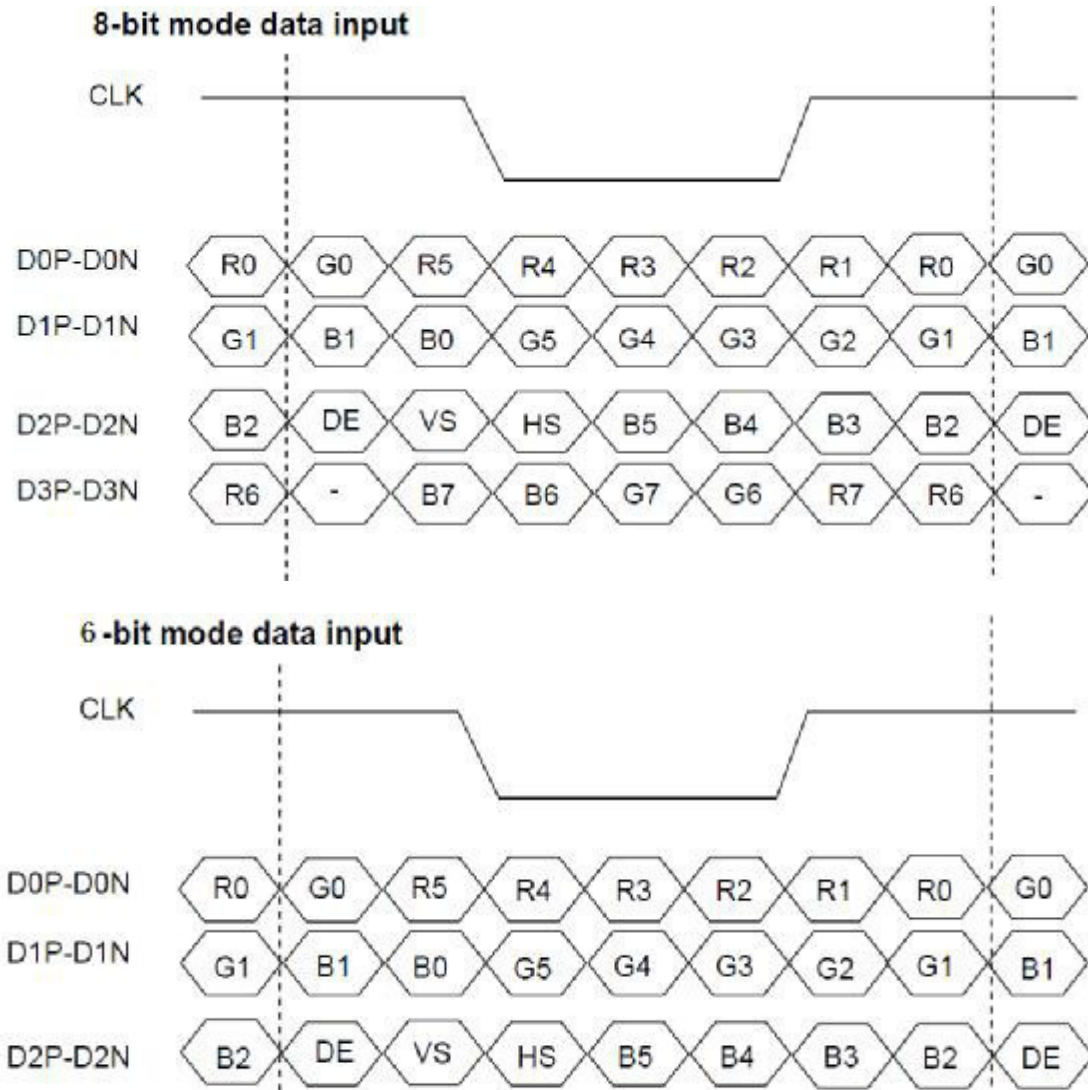 8-bit mode data input
CLK
D0P-D0N R0 G0 R5 R4 R3 R2 R1 R0 G0
D1P-D1N G1 B1 B0 G5 G4 G3 G2 G1 B1
D2P-D2N B2 DE VS HS B5 B4 B3 B2 DE
D3P-D3N R6 - B7 B6 G7 G6 R7 R6 -
6-bit mode data input
CLK
D0P-D0N R0 G0 R5 R4 R3 R2 R1 R0 G0
D1P-D1N G1 B1 B0 G5 G4 G3 G2 G1 B1
D2P-D2N B2 DE VS HS B5 B4 B3 B2 DE